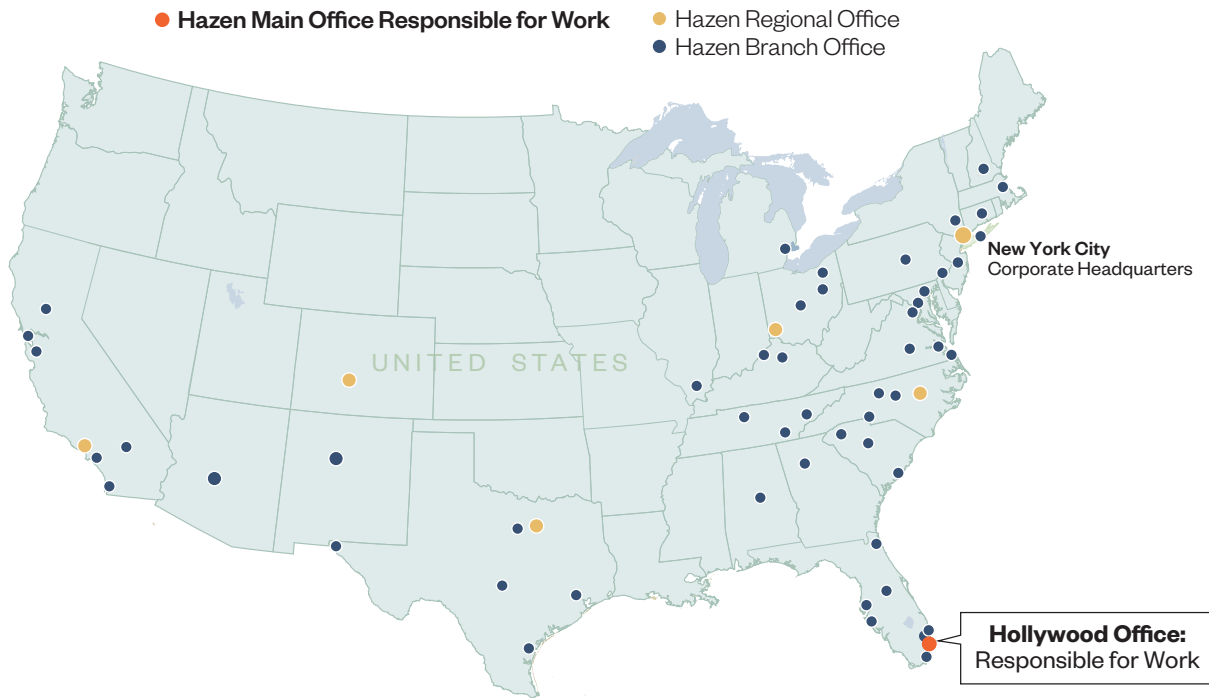 Hazen Main Office Responsible for Work
Hazen Regional Office
Hazen Branch Office
New York City
Corporate Headquarters
UNITED STATES
Hollywood Office:
Responsible for Work